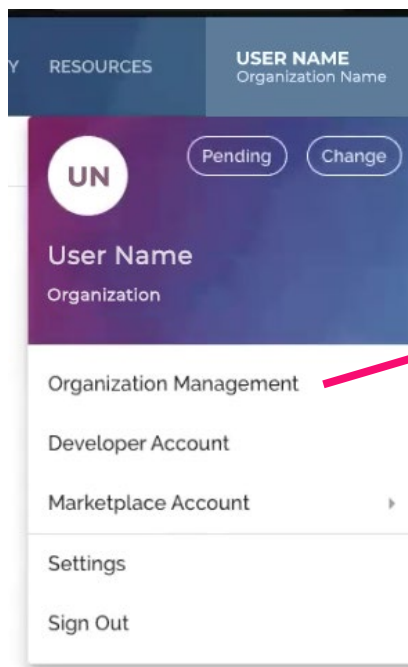 Y RESOURCES USER NAME
Organization Name
UN Pending Change
User Name
Organization
Organization Management
Developer Account
Marketplace Account
Settings
Sign Out